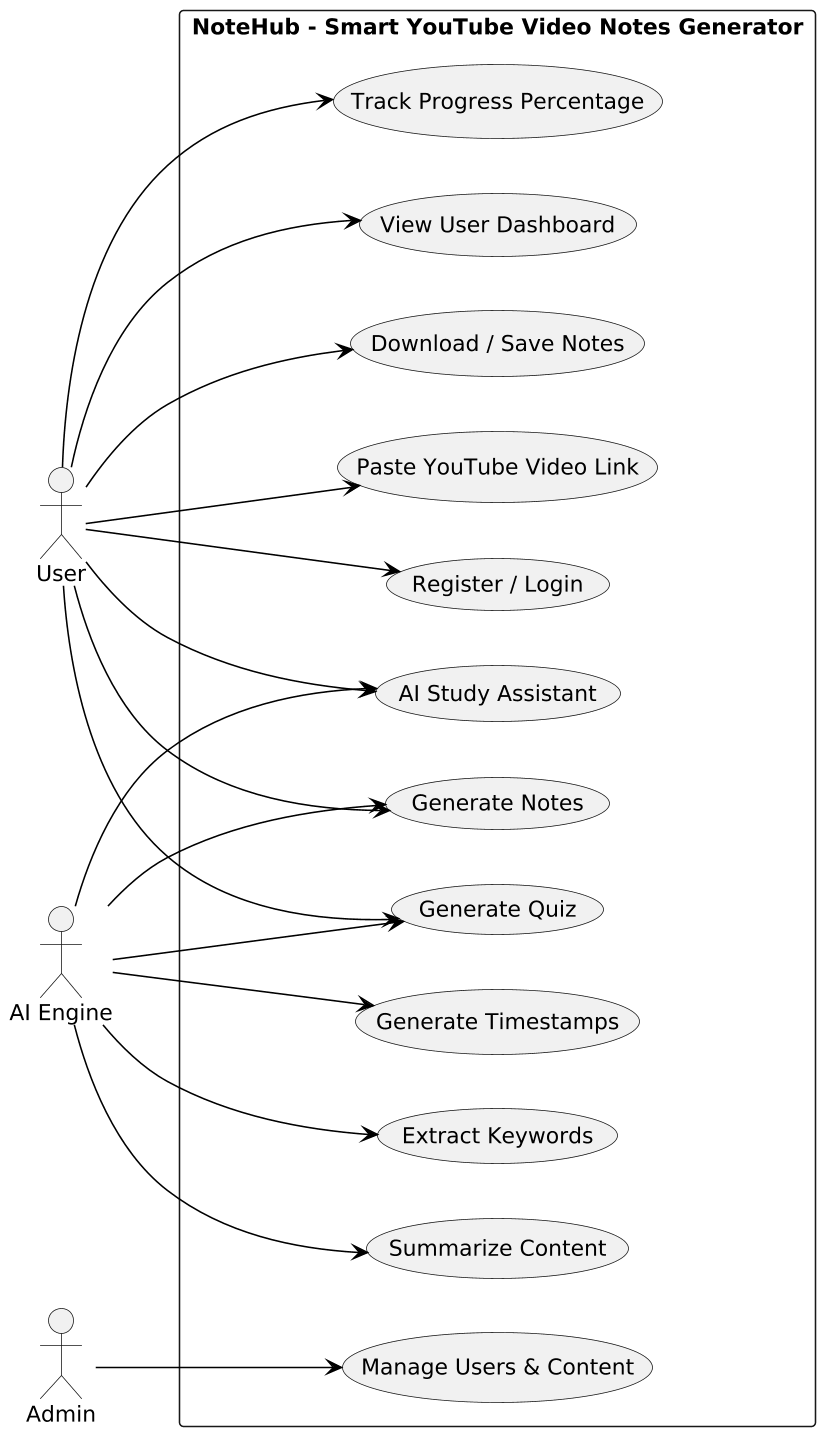 NoteHub - Smart YouTube Video Notes Generator
Track Progress Percentage
View User Dashboard
Download / Save Notes
Paste YouTube Video Link
User
Register / Login
AI Study Assistant
Generate Notes
Generate Quiz
AI Engine
Generate Timestamps
Extract Keywords
Summarize Content
Manage Users & Content
Admin